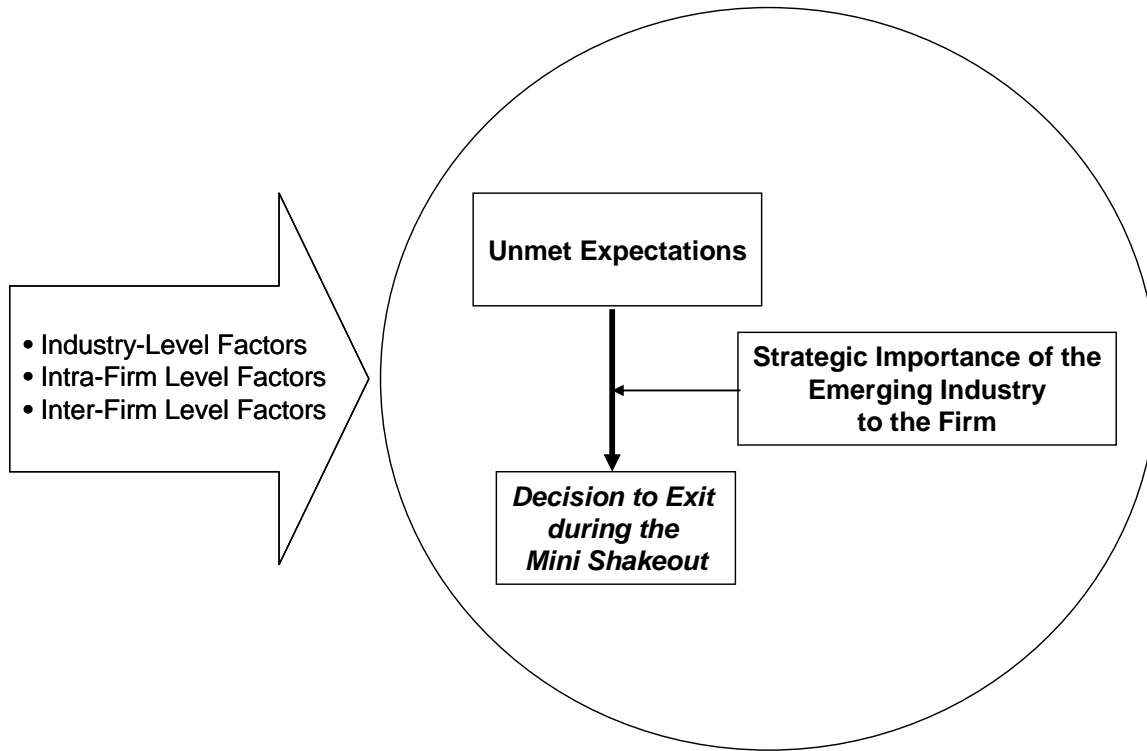 • Industry-Level Factors
• Intra-Firm Level Factors
• Inter-Firm Level Factors
Unmet Expectations
Strategic Importance of the
Emerging Industry
to the Firm
Decision to Exit
during the
Mini Shakeout